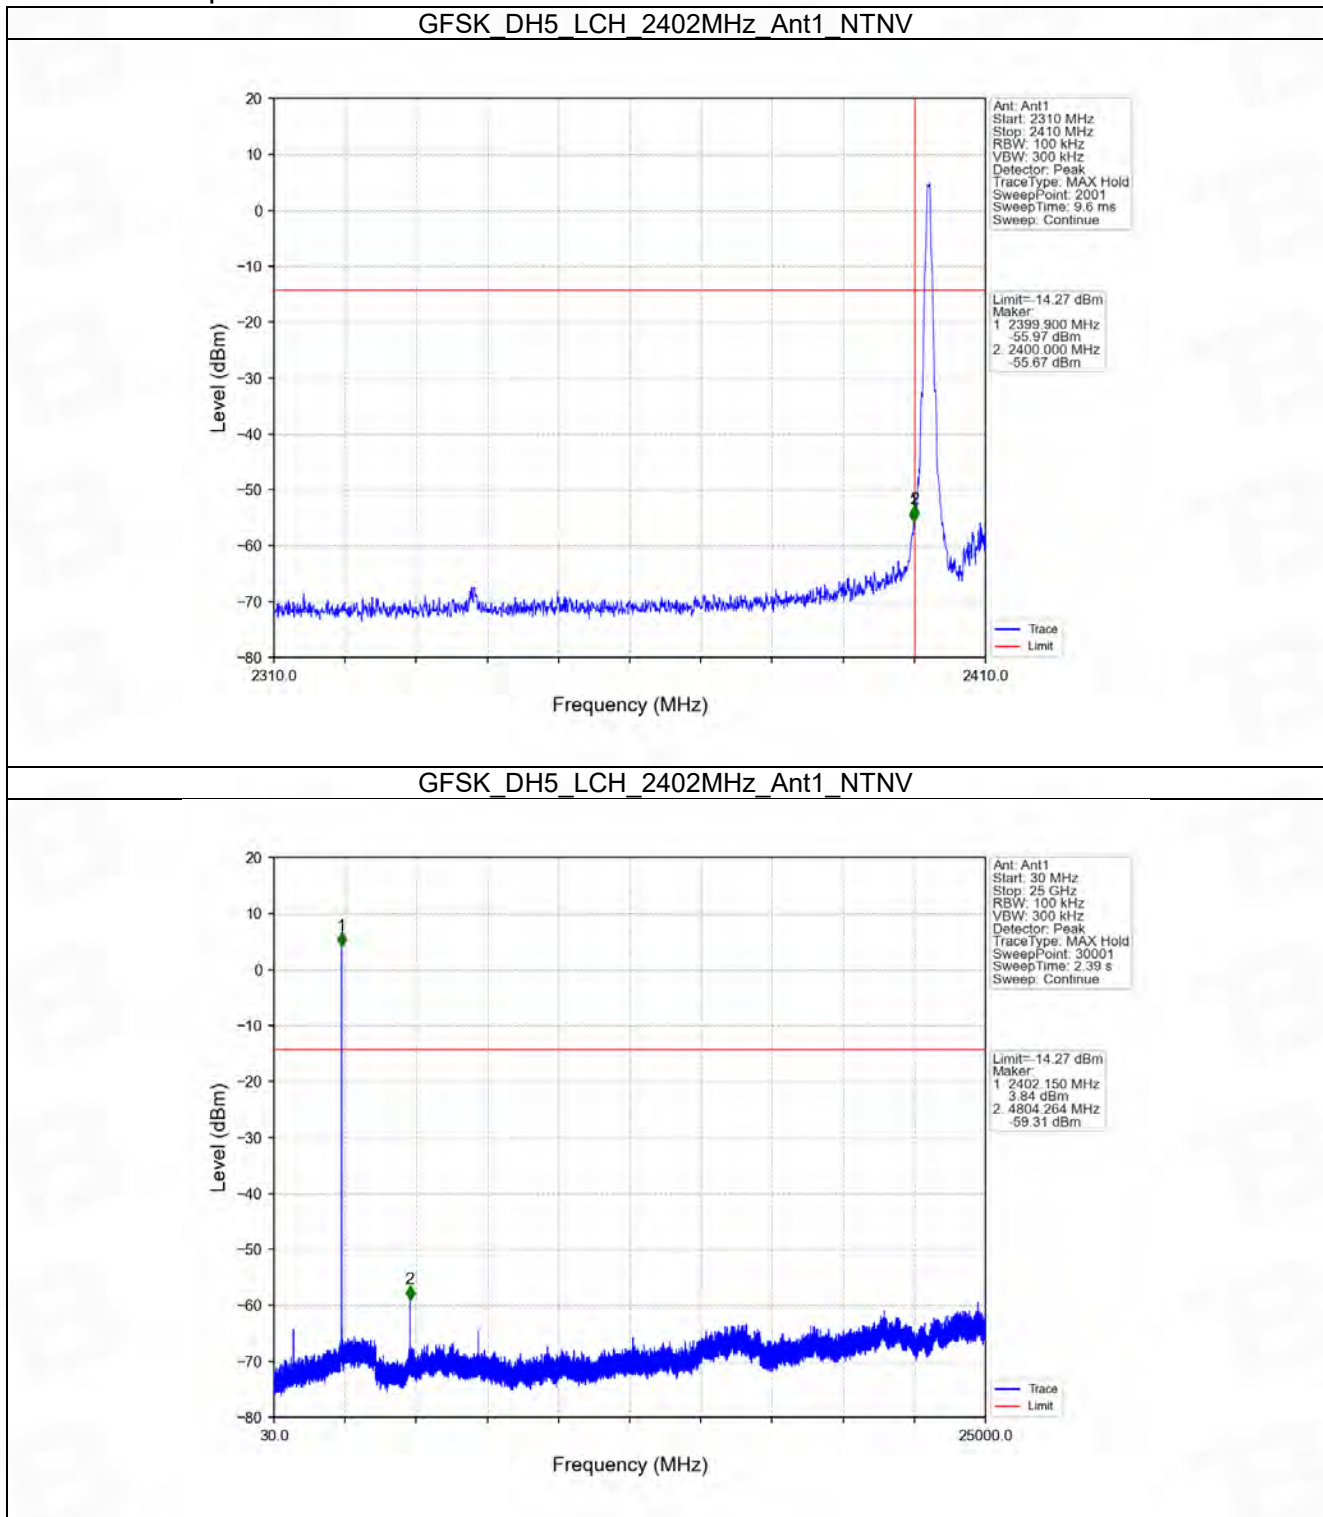 GFSK_DH5_LCH_2402MHz_Ant1_NTNV
20
10
0
−10
−20
−30
−40
−50
−60
−70
−80
Level (dBm)
2
2310.0
2410.0
Frequency (MHz)
Ant: Ant1
Start: 2310 MHz
Stop: 2410 MHz
RBW: 100 kHz
VBW: 300 kHz
Detector: Peak
TraceType: MAX Hold
SweepPoint: 2001
SweepTime: 9.6 ms
Sweep: Continue
Limit=-14.27 dBm
Maker:
1. 2399.900 MHz
-55.97 dBm
2. 2400.000 MHz
-55.67 dBm
Trace
Limit
GFSK_DH5_LCH_2402MHz_Ant1_NTNV
20
10
0
−10
−20
−30
−40
−50
−60
−70
−80
Level (dBm)
1
2
30.0
25000.0
Frequency (MHz)
Ant: Ant1
Start: 30 MHz
Stop: 25 GHz
RBW: 100 kHz
VBW: 300 kHz
Detector: Peak
TraceType: MAX Hold
SweepPoint: 30001
SweepTime: 2.39 s
Sweep: Continue
Limit=-14.27 dBm
Maker:
1. 2402.150 MHz
3.84 dBm
2. 4804.264 MHz
-59.31 dBm
Trace
Limit